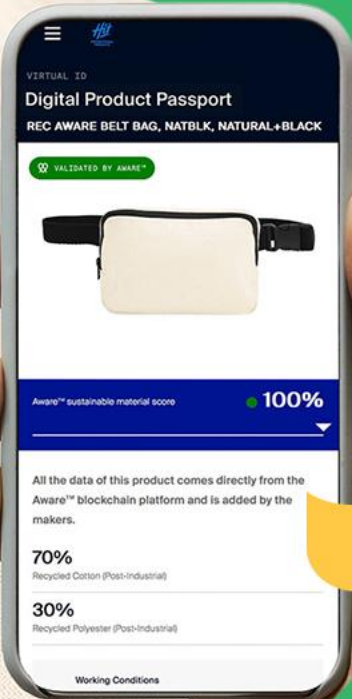 Hit
VIRTUAL ID
Digital Product Passport
REC AWARE BELT BAG, NATBLK, NATURAL+BLACK
VALIDATED BY AWARE™
Aware™ sustainable material score
100%
All the data of this product comes directly from the
Aware™ blockchain platform and is added by the
makers.
70%
Recycled Cotton (Post-Industrial)
30%
Recycled Polyester (Post-Industrial)
Working Conditions